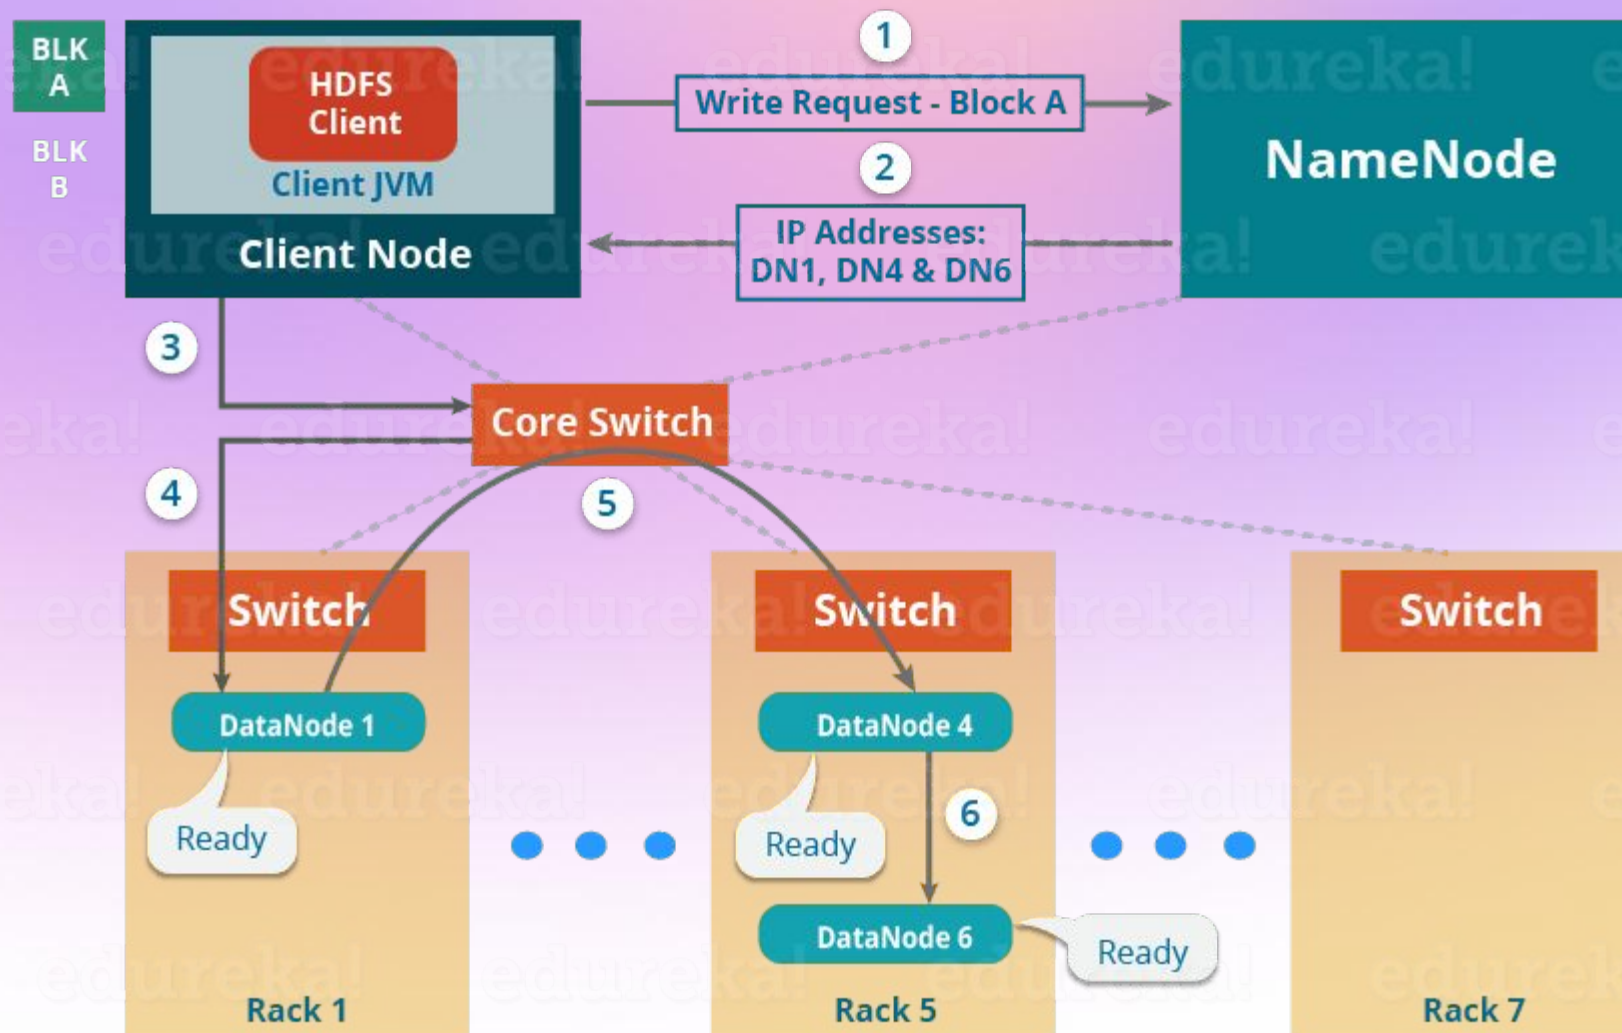 BLK
A
BLK
B
HDFS
Client
Client JVM
Client Node
1
Write Request - Block A
2
IP Addresses:
DN1, DN4 & DN6
NameNode
3
Core Switch
4
5
Switch
Switch
Switch
DataNode 1
DataNode 4
Ready
Ready
6
DataNode 6
Ready
Rack 1
Rack 5
Rack 7
edureka!